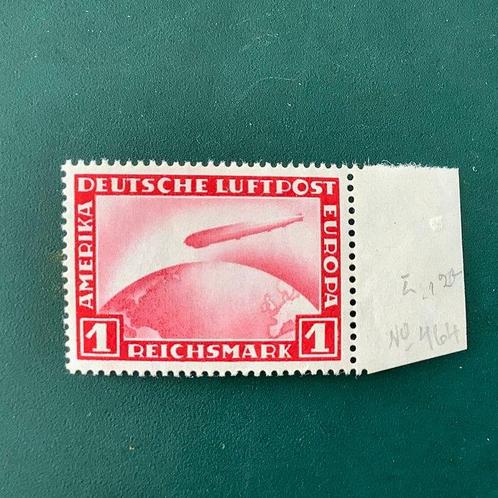 DEUTSCHE LUFTPOST
AMERIKA
EUROPA
1 REICHSMARK 1
No 464